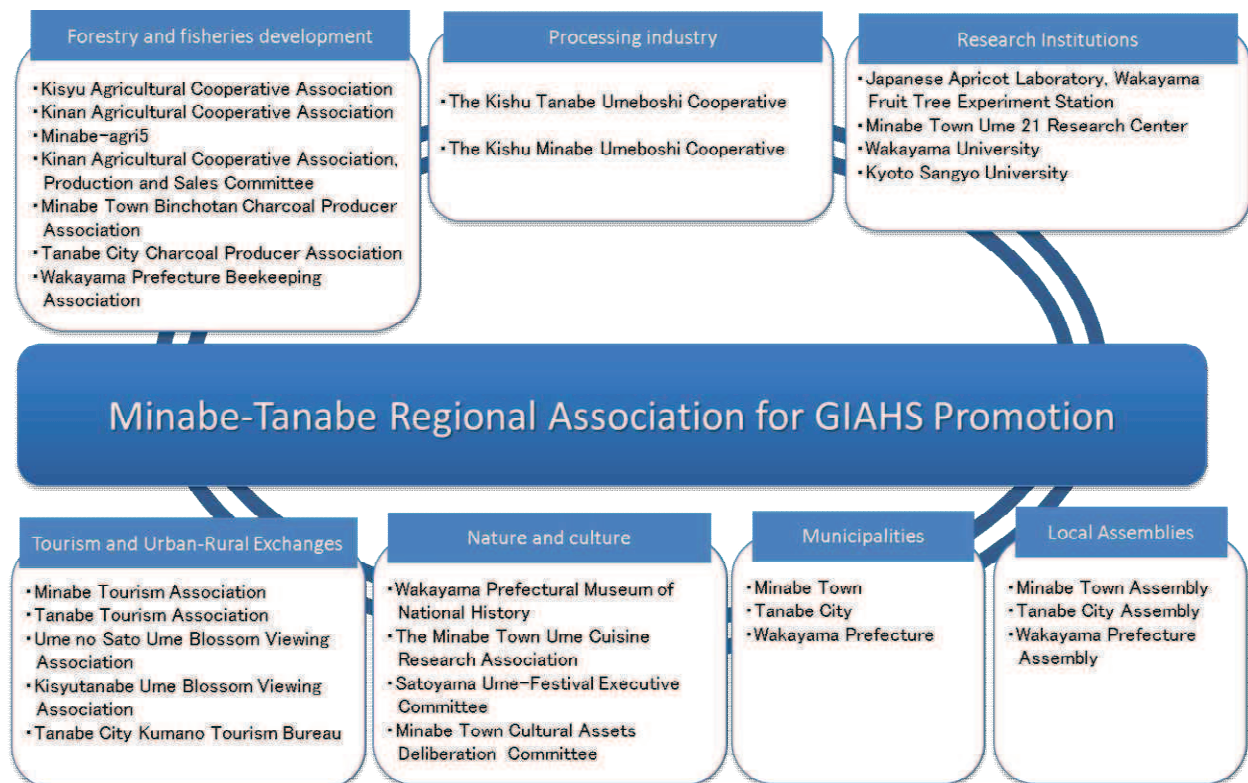 Forestry and fisheries development
・Kisyu Agricultural Cooperative Association
・Kinan Agricultural Cooperative Association
・Minabe-agri5
・Kinan Agricultural Cooperative Association,
Production and Sales Committee
・Minabe Town Binchotan Charcoal Producer
Association
・Tanabe City Charcoal Producer Association
・Wakayama Prefecture Beekeeping
Association
Processing industry
・The Kishu Tanabe Umeboshi Cooperative
・The Kishu Minabe Umeboshi Cooperative
Research Institutions
・Japanese Apricot Laboratory, Wakayama
Fruit Tree Experiment Station
・Minabe Town Ume 21 Research Center
・Wakayama University
・Kyoto Sangyo University
Minabe-Tanabe Regional Association for GIAHS Promotion
Tourism and Urban-Rural Exchanges
・Minabe Tourism Association
・Tanabe Tourism Association
・Ume no Sato Ume Blossom Viewing
Association
・Kisyutanabe Ume Blossom Viewing
Association
・Tanabe City Kumano Tourism Bureau
Nature and culture
・Wakayama Prefectural Museum of
National History
・The Minabe Town Ume Cuisine
Research Association
・Satoyama Ume-Festival Executive
Committee
・Minabe Town Cultural Assets
Deliberation Committee
Municipalities
・Minabe Town
・Tanabe City
・Wakayama Prefecture
Local Assemblies
・Minabe Town Assembly
・Tanabe City Assembly
・Wakayama Prefecture
Assembly